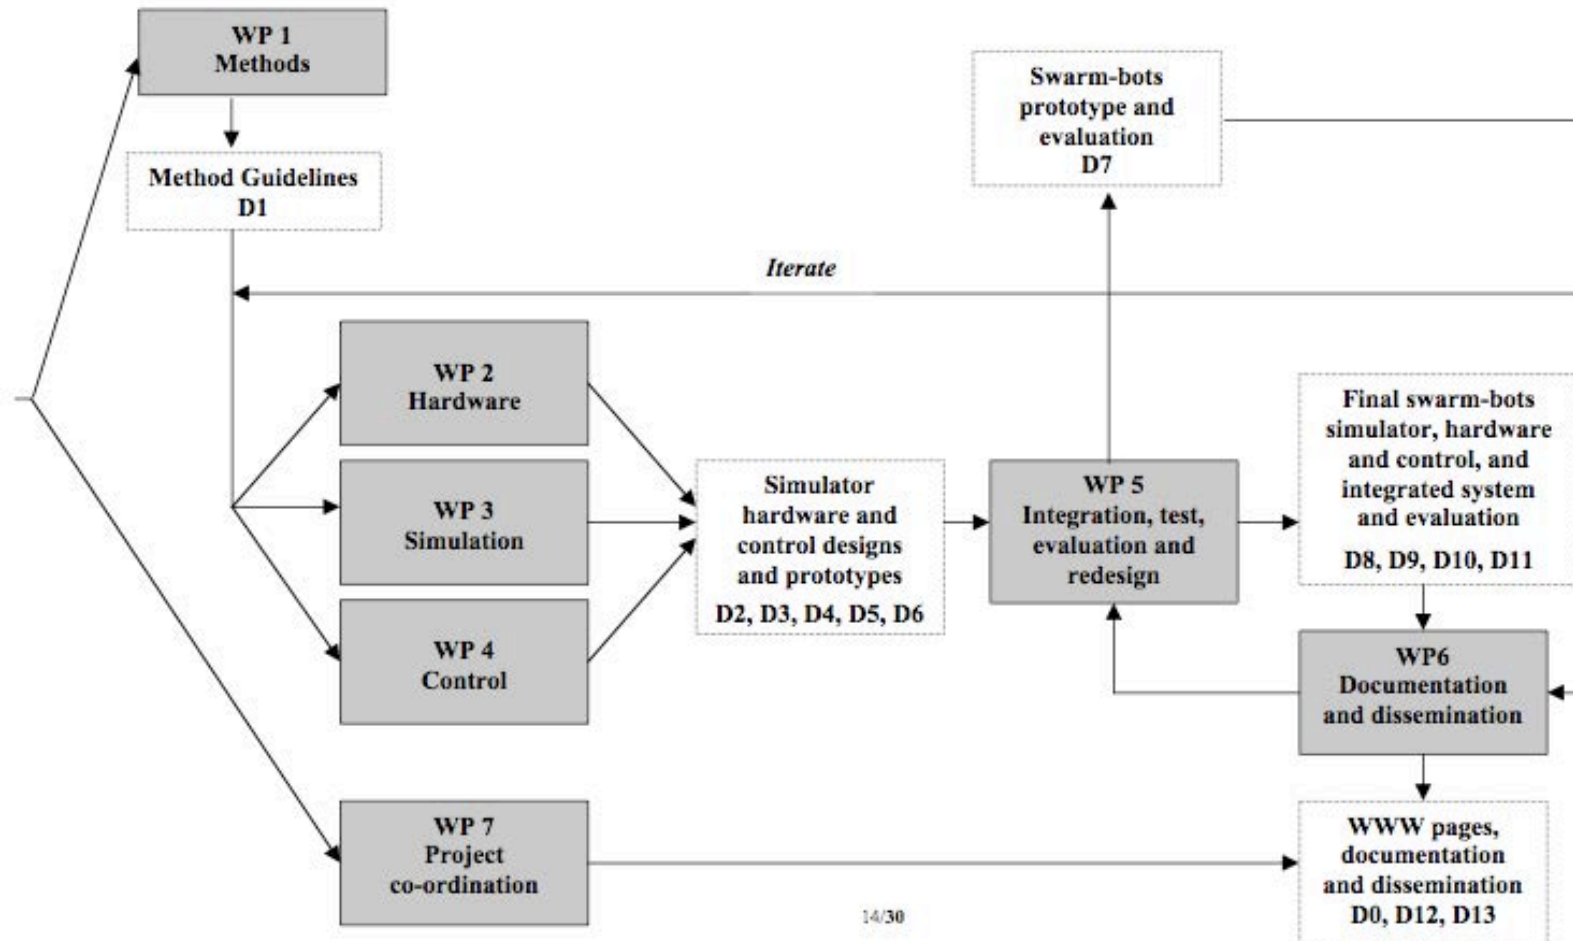 WP 1
Methods
Method Guidelines
D1
Swarm-bots
prototype and
evaluation
D7
Iterate
WP 2
Hardware
WP 3
Simulation
WP 4
Control
Simulator
hardware and
control designs
and prototypes
D2, D3, D4, D5, D6
WP 5
Integration, test,
evaluation and
redesign
Final swarm-bots
simulator, hardware
and control, and
integrated system
and evaluation
D8, D9, D10, D11
WP6
Documentation
and dissemination
WP 7
Project
co-ordination
WWW pages,
documentation
and dissemination
D0, D12, D13
14/30